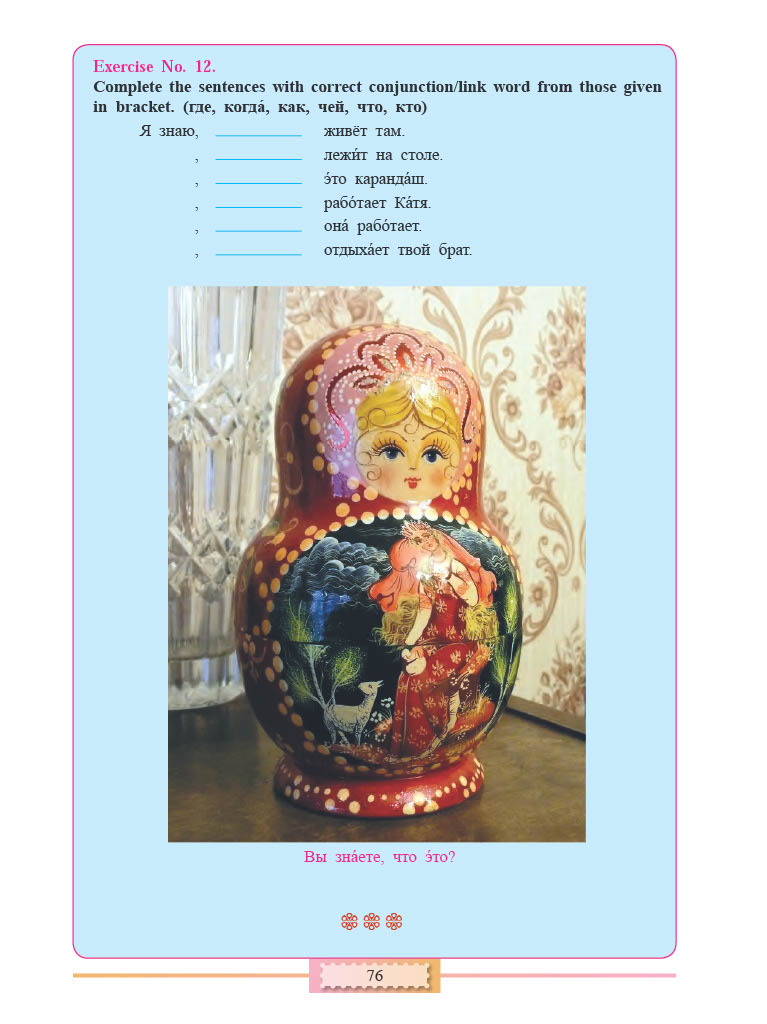 Exercise No. 12.
Complete the sentences with correct conjunction/link word from those given
in bracket. (где, когда́, как, чей, что, кто)
Я знаю, __________ живёт там.
, __________ лежи́т на столе.
, __________ э́то каранда́ш.
, __________ рабо́тает Ка́тя.
, __________ она́ рабо́тает.
, __________ отдыха́ет твой брат.
Вы зна́ете, что э́то?
76